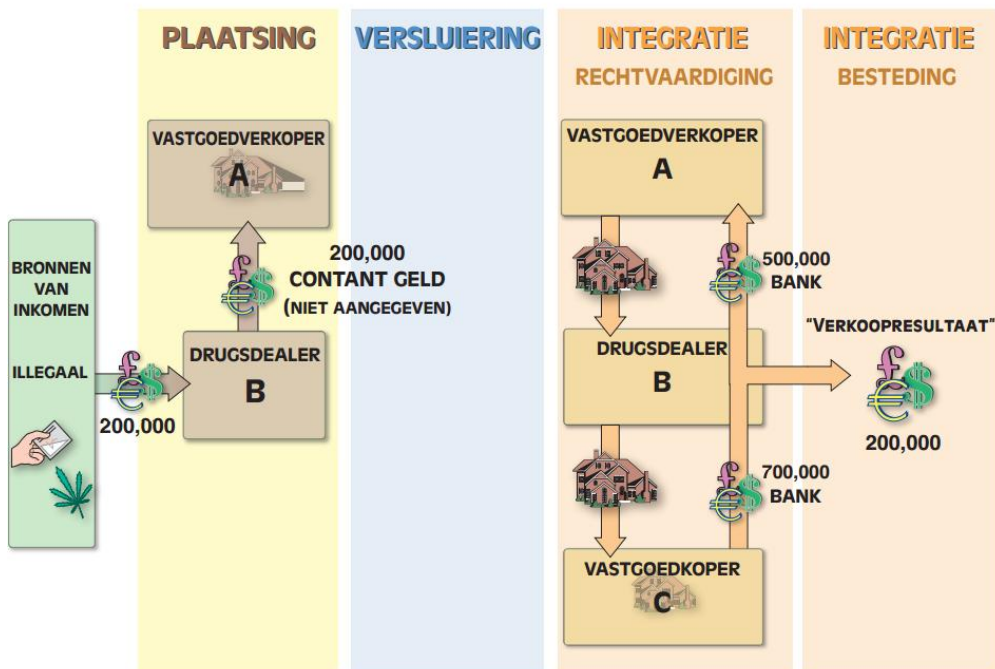 PLAATSING
VERSLUIERING
INTEGRATIE
RECHTVAARDIGING
INTEGRATIE
BESTEDING
BRONNEN
VAN
INKOMEN
ILLEGAAL
200,000
VASTGOEDVERKOPER
A
200,000
CONTANT GELD
(NIET AANGEGEVEN)
DRUGSDEALER
B
VASTGOEDVERKOPER
A
500,000
BANK
DRUGSDEALER
B
700,000
BANK
VASTGOEDKOPER
C
"VERKOOPRESULTAAT"
200,000